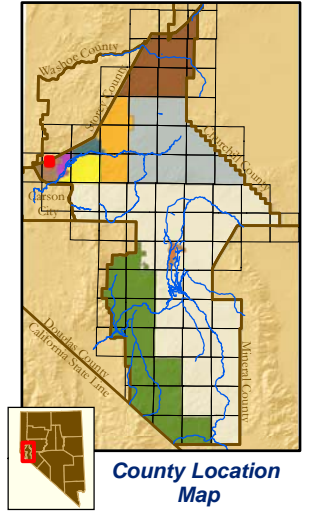 Washoe County
Storey County
Churchill County
Carson
City
Douglas County
California State Line
Mineral County
County Location
Map